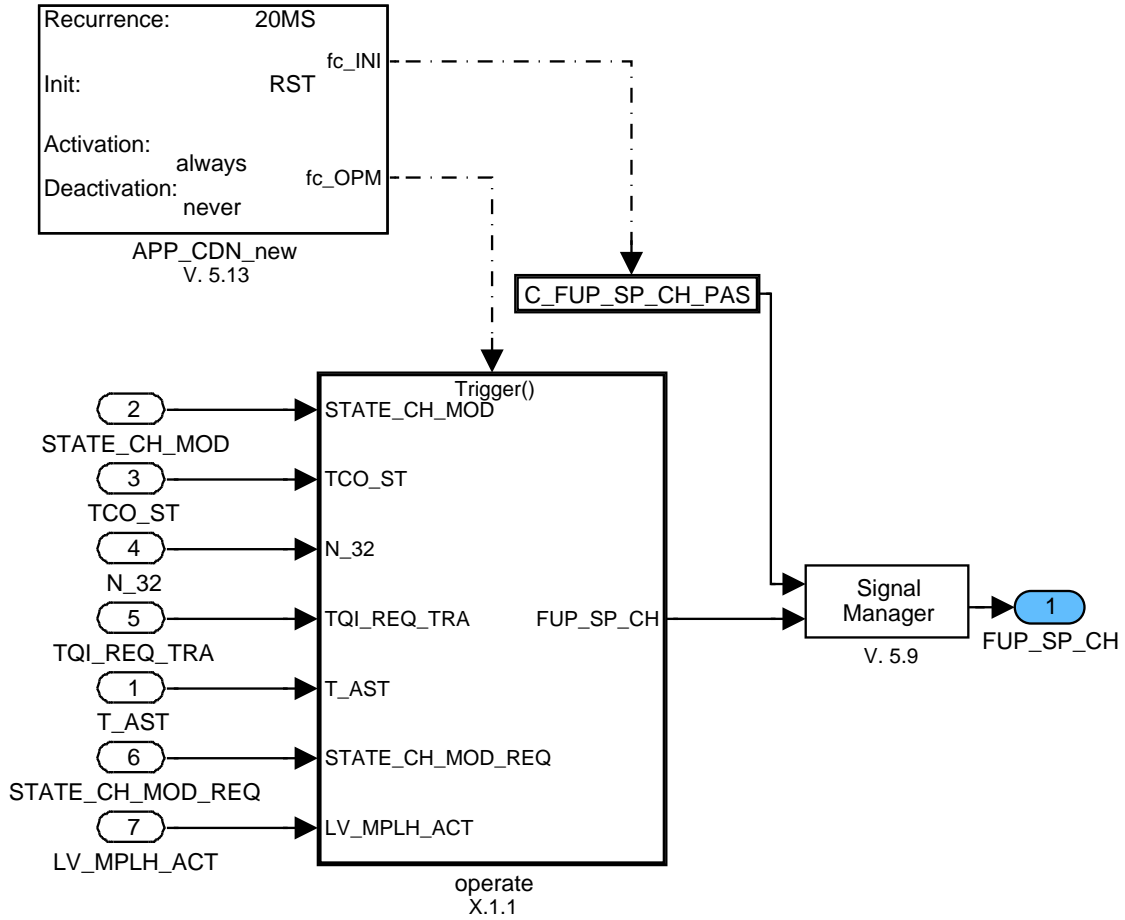 Recurrence: 20MS
fc_INI
Init: RST
Activation:
always
Deactivation:
never
fc_OPM
APP_CDN_new
V. 5.13
C_FUP_SP_CH_PAS
Trigger()
2
STATE_CH_MOD
STATE_CH_MOD
3
TCO_ST
TCO_ST
4
N_32
N_32
5
TQI_REQ_TRA
TQI_REQ_TRA
1
T_AST
T_AST
6
STATE_CH_MOD_REQ
STATE_CH_MOD_REQ
7
LV_MPLH_ACT
LV_MPLH_ACT
FUP_SP_CH
operate
X.1.1
Signal
Manager
V. 5.9
1
FUP_SP_CH